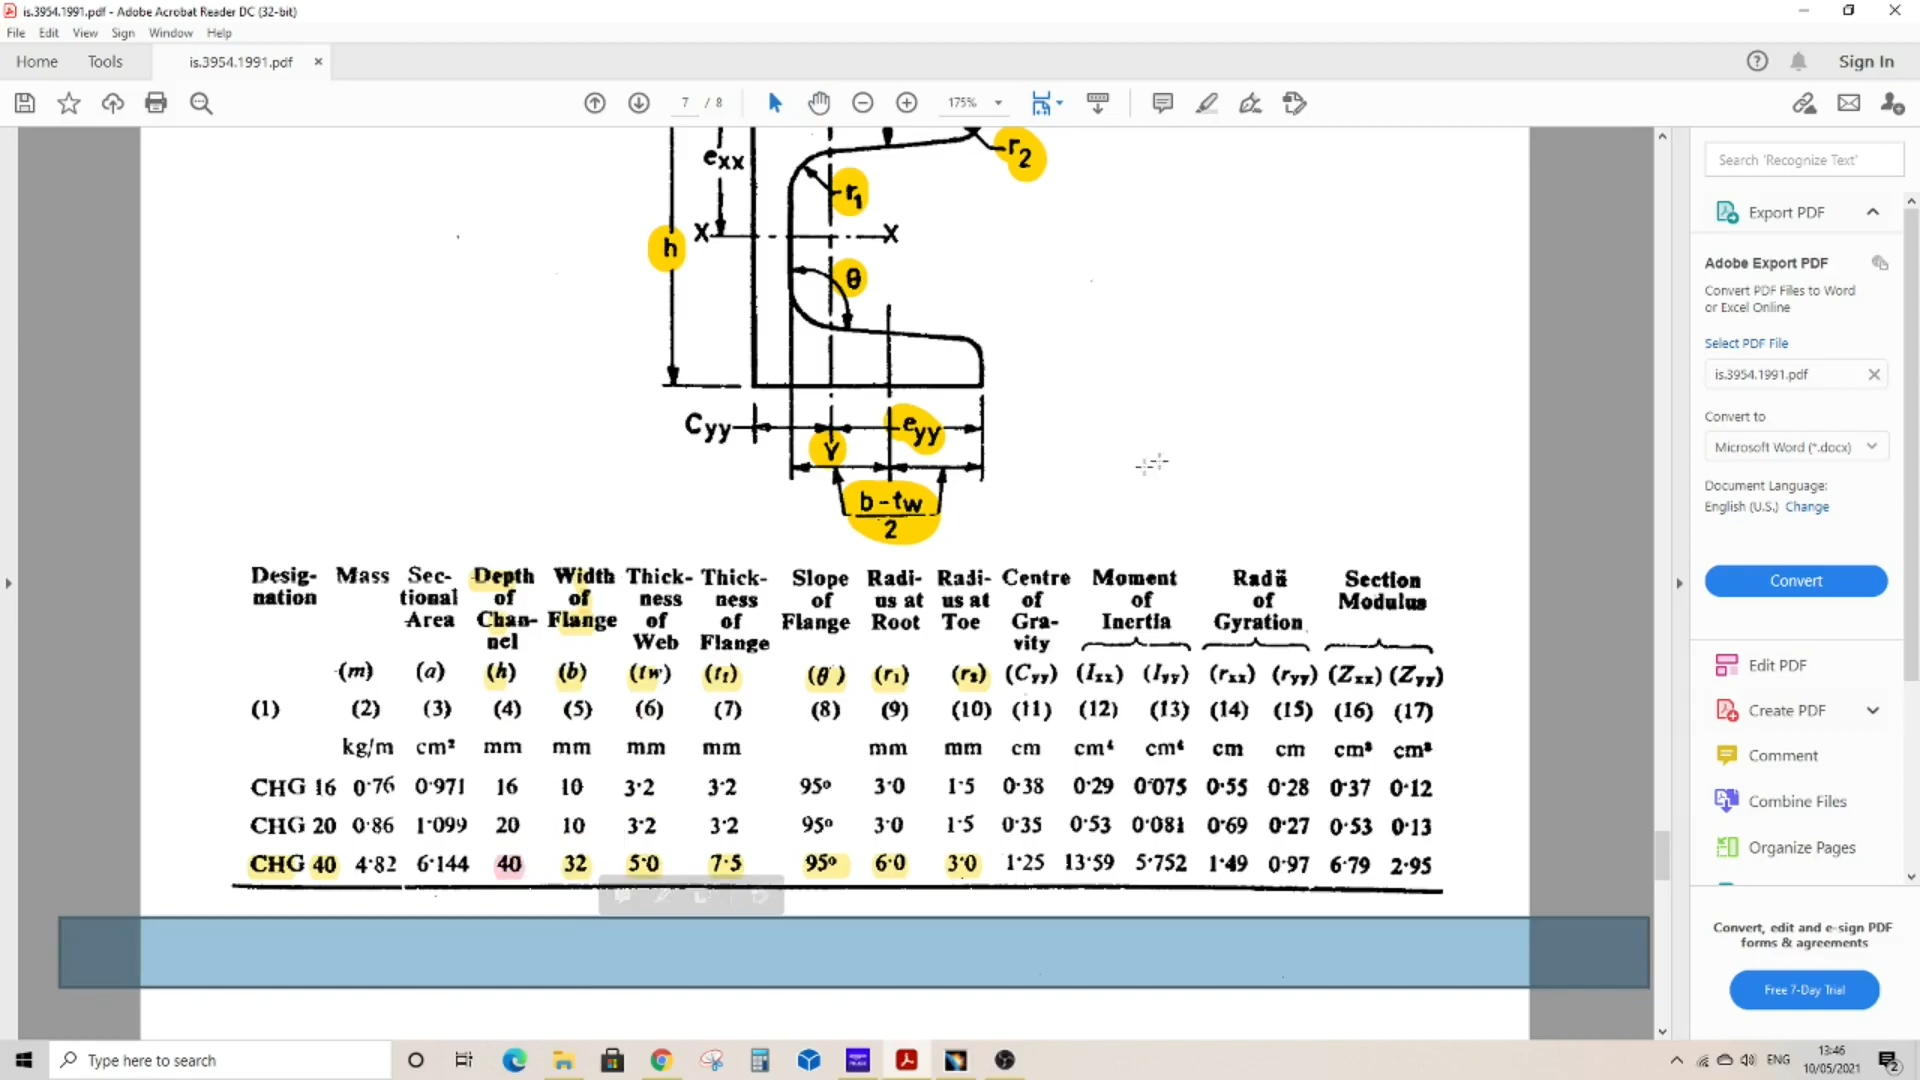 is.3954.1991.pdf - Adobe Acrobat Reader DC (32-bit)
File Edit View Sign Window Help
Home Tools is.3954.1991.pdf Sign In
7 / 8 175%
exx
r2
r1
h
X X
θ
Cyy
eyy
Y
b - tw
2
Desig- Mass Sec- Depth Width Thick- Thick- Slope Radi- Radi- Centre Moment Radii Section
nation tional of of ness ness of us at us at of of of Modulus
Area Chan- Flange of of Flange Root Toe Gra- Inertia Gyration
nel Web Flange vity
(m) (a) (h) (b) (tw) (tf) (θ) (r₁) (r₂) (Cyy) (Ixx) (Iyy) (rxx) (ryy) (Zxx) (Zyy)
(1) (2) (3) (4) (5) (6) (7) (8) (9) (10) (11) (12) (13) (14) (15) (16) (17)
kg/m cm² mm mm mm mm mm mm cm cm⁴ cm⁴ cm cm cm³ cm³
CHG 16 0·76 0·971 16 10 3·2 3·2 95° 3·0 1·5 0·38 0·29 0·075 0·55 0·28 0·37 0·12
CHG 20 0·86 1·099 20 10 3·2 3·2 95° 3·0 1·5 0·35 0·53 0·081 0·69 0·27 0·53 0·13
CHG 40 4·82 6·144 40 32 5·0 7·5 95° 6·0 3·0 1·25 13·59 5·752 1·49 0·97 6·79 2·95
Search 'Recognize Text'
Export PDF
Adobe Export PDF
Convert PDF Files to Word
or Excel Online
Select PDF File
is.3954.1991.pdf
Convert to
Microsoft Word (*.docx)
Document Language:
English (U.S.) Change
Convert
Edit PDF
Create PDF
Comment
Combine Files
Organize Pages
Convert, edit and e-sign PDF
forms & agreements
Free 7-Day Trial
Type here to search
ENG
13:46
10/05/2021
2